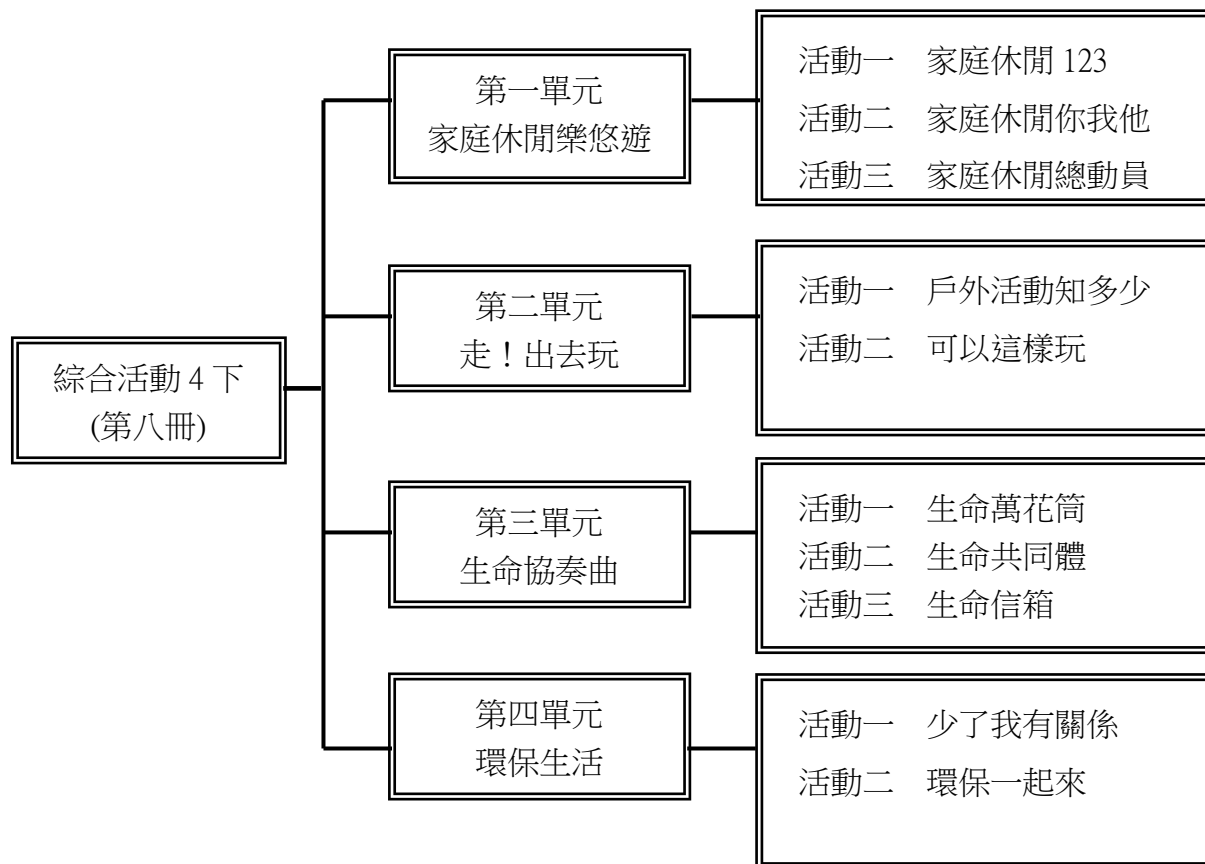 綜合活動 4 下
(第八冊)
第一單元
家庭休閒樂悠遊
活動一 家庭休閒 123
活動二 家庭休閒你我他
活動三 家庭休閒總動員
第二單元
走！出去玩
活動一 戶外活動知多少
活動二 可以這樣玩
第三單元
生命協奏曲
活動一 生命萬花筒
活動二 生命共同體
活動三 生命信箱
第四單元
環保生活
活動一 少了我有關係
活動二 環保一起來